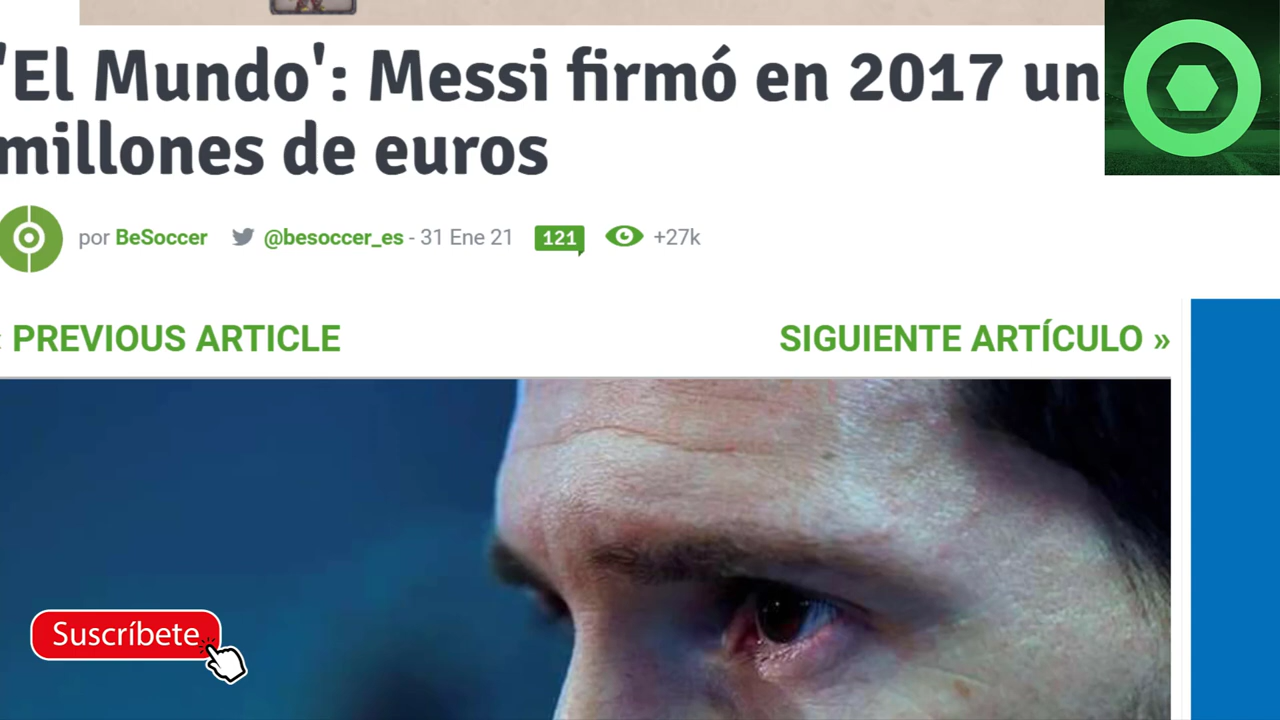 'El Mundo': Messi firmó en 2017 un
millones de euros
por BeSoccer @besoccer_es - 31 Ene 21 121 +27k
PREVIOUS ARTICLE SIGUIENTE ARTÍCULO »
Suscríbete